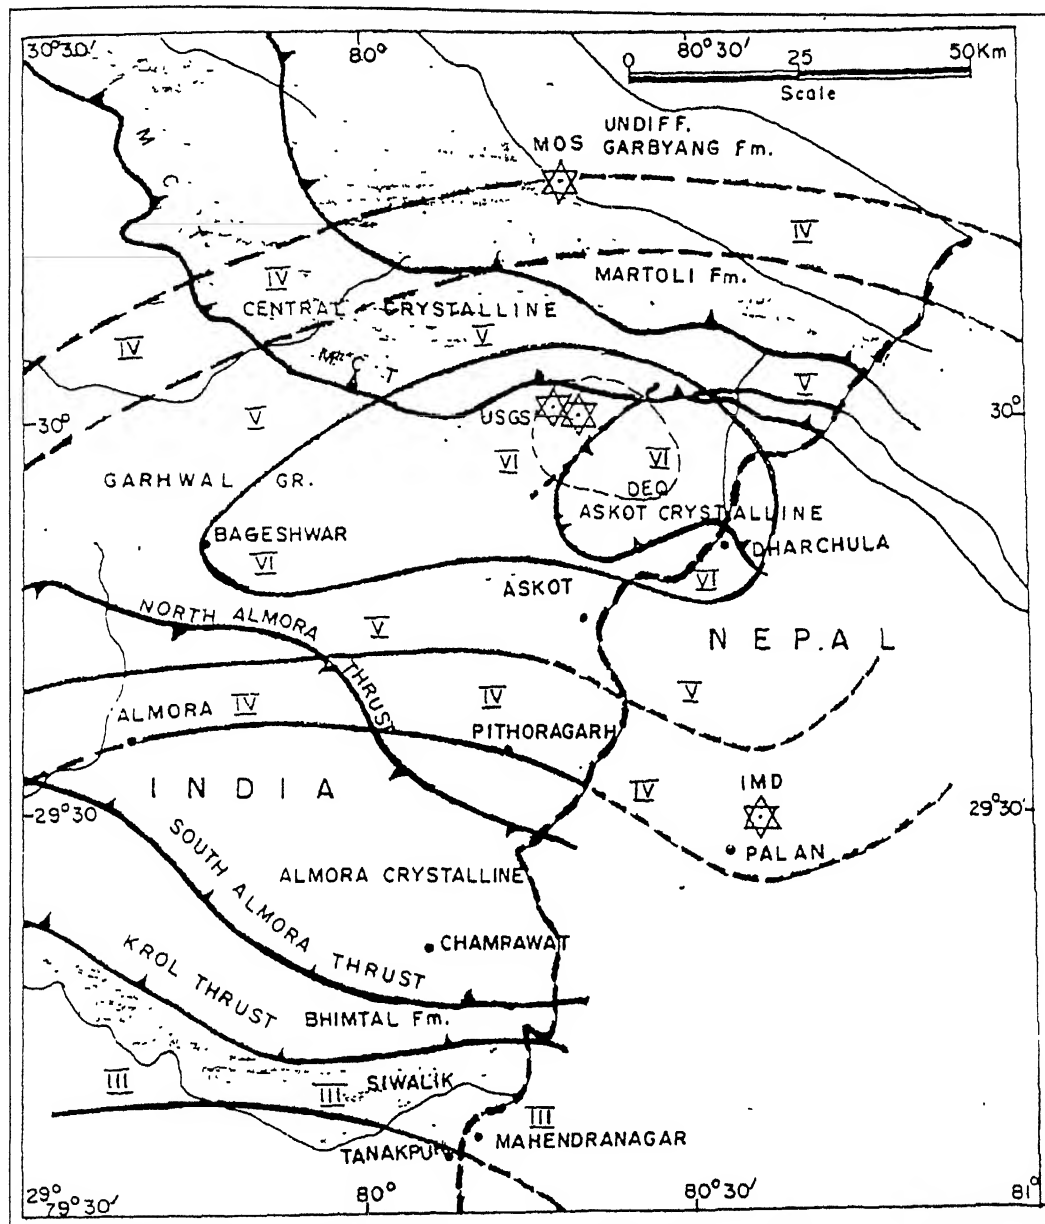 30°30′
80°
80°30′
0 25 50 Km
Scale
MOS
UNDIFF.
GARBYANG Fm.
M
C
IV
IV
MARTOLI Fm.
CENTRAL CRYSTALLINE
IV
V
M C T
V
30°
V
USGS
30°
VI
VI
GARHWAL GR.
DEQ
ASKOT CRYSTALLINE
BAGESHWAR
DHARCHULA
VI
VI
ASKOT
NORTH ALMORA THRUST
V
NEPAL
V
IV
IV
ALMORA
PITHORAGARH
INDIA
IV
IMD
29°30
29°30′
PALAN
SOUTH ALMORA THRUST
ALMORA CRYSTALLINE
CHAMPAWAT
KROL THRUST
BHIMTAL Fm.
III
III
SIWALIK
III
MAHENDRANAGAR
TANAKPUR
29°
79°30′
80°
80°30′
81°